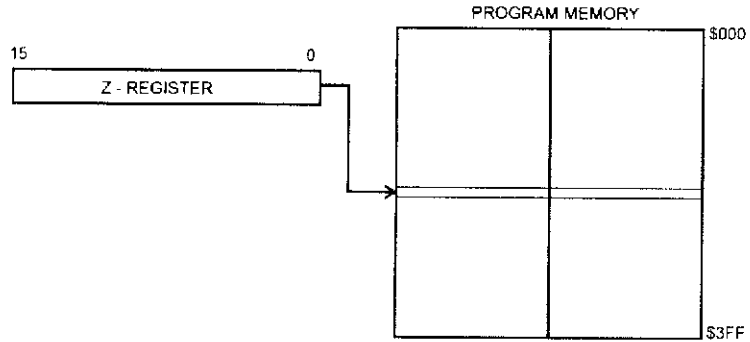 PROGRAM MEMORY
$000
15 0
Z - REGISTER
$3FF